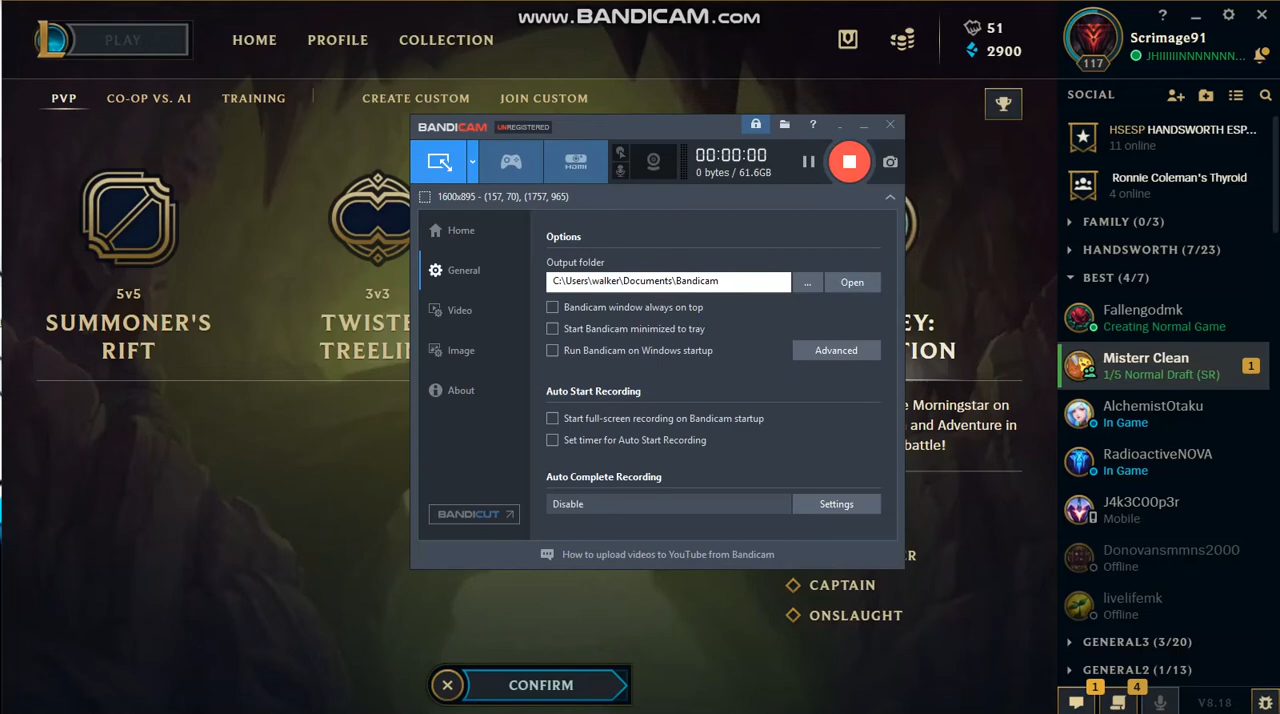 www.BANDICAM.com
PLAY
HOME
PROFILE
COLLECTION
51
2900
117
?
Scrimage91
JHIIIIIINNNNNNN...
PVP
CO-OP VS. AI
TRAINING
CREATE CUSTOM
JOIN CUSTOM
SOCIAL
BANDICAM
UNREGISTERED
?
HDMI
00:00:00
0 bytes / 61.6GB
1600x895 - (157, 70), (1757, 965)
Home
General
Video
Image
About
BANDICUT
Options
Output folder
C:\Users\walker\Documents\Bandicam
...
Open
Bandicam window always on top
Start Bandicam minimized to tray
Run Bandicam on Windows startup
Advanced
Auto Start Recording
Start full-screen recording on Bandicam startup
Set timer for Auto Start Recording
Auto Complete Recording
Disable
Settings
How to upload videos to YouTube from Bandicam
5v5
SUMMONER'S
RIFT
3v3
TWISTE
TREELI
EY:
ION
e Morningstar on
and Adventure in
battle!
ER
CAPTAIN
ONSLAUGHT
CONFIRM
HSESP HANDSWORTH ESP...
11 online
Ronnie Coleman's Thyroid
4 online
FAMILY (0/3)
HANDSWORTH (7/23)
BEST (4/7)
Fallengodmk
Creating Normal Game
Misterr Clean
1/5 Normal Draft (SR)
1
AlchemistOtaku
In Game
RadioactiveNOVA
In Game
J4k3C00p3r
Mobile
Donovansmmns2000
Offline
livelifemk
Offline
GENERAL3 (3/20)
GENERAL2 (1/13)
1
4
V8.18